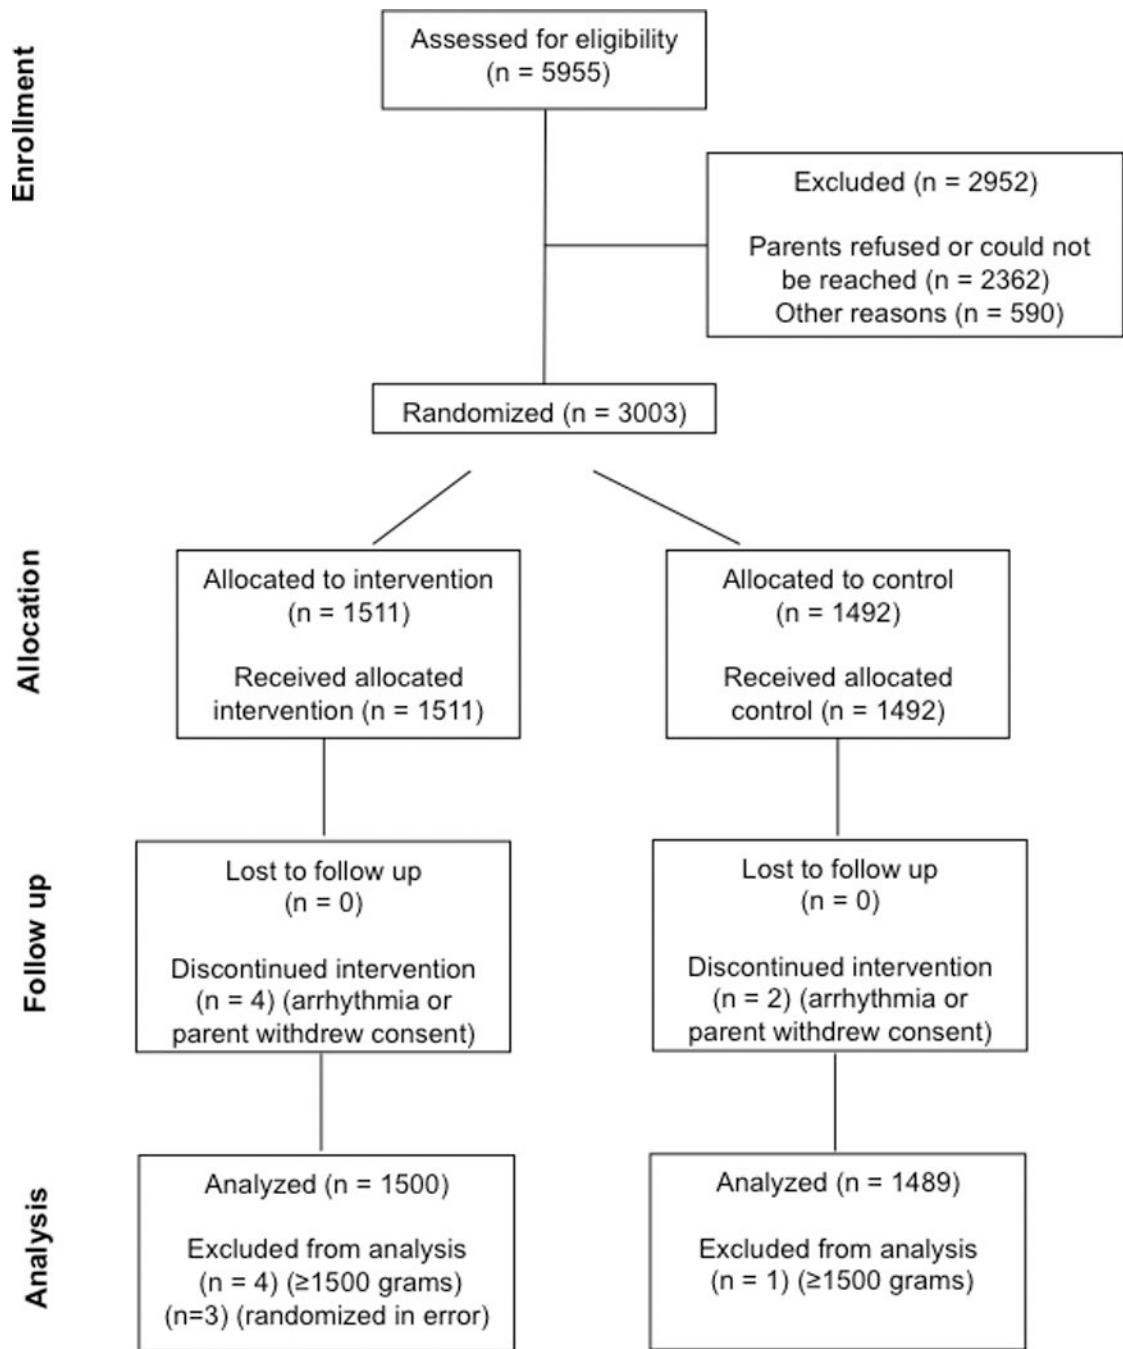 Enrollment
Assessed for eligibility
(n = 5955)
Excluded (n = 2952)
Parents refused or could not
be reached (n = 2362)
Other reasons (n = 590)
Randomized (n = 3003)
Allocation
Allocated to intervention
(n = 1511)
Received allocated
intervention (n = 1511)
Allocated to control
(n = 1492)
Received allocated
control (n = 1492)
Follow up
Lost to follow up
(n = 0)
Discontinued intervention
(n = 4) (arrhythmia or
parent withdrew consent)
Lost to follow up
(n = 0)
Discontinued intervention
(n = 2) (arrhythmia or
parent withdrew consent)
Analysis
Analyzed (n = 1500)
Excluded from analysis
(n = 4) (≥1500 grams)
(n=3) (randomized in error)
Analyzed (n = 1489)
Excluded from analysis
(n = 1) (≥1500 grams)